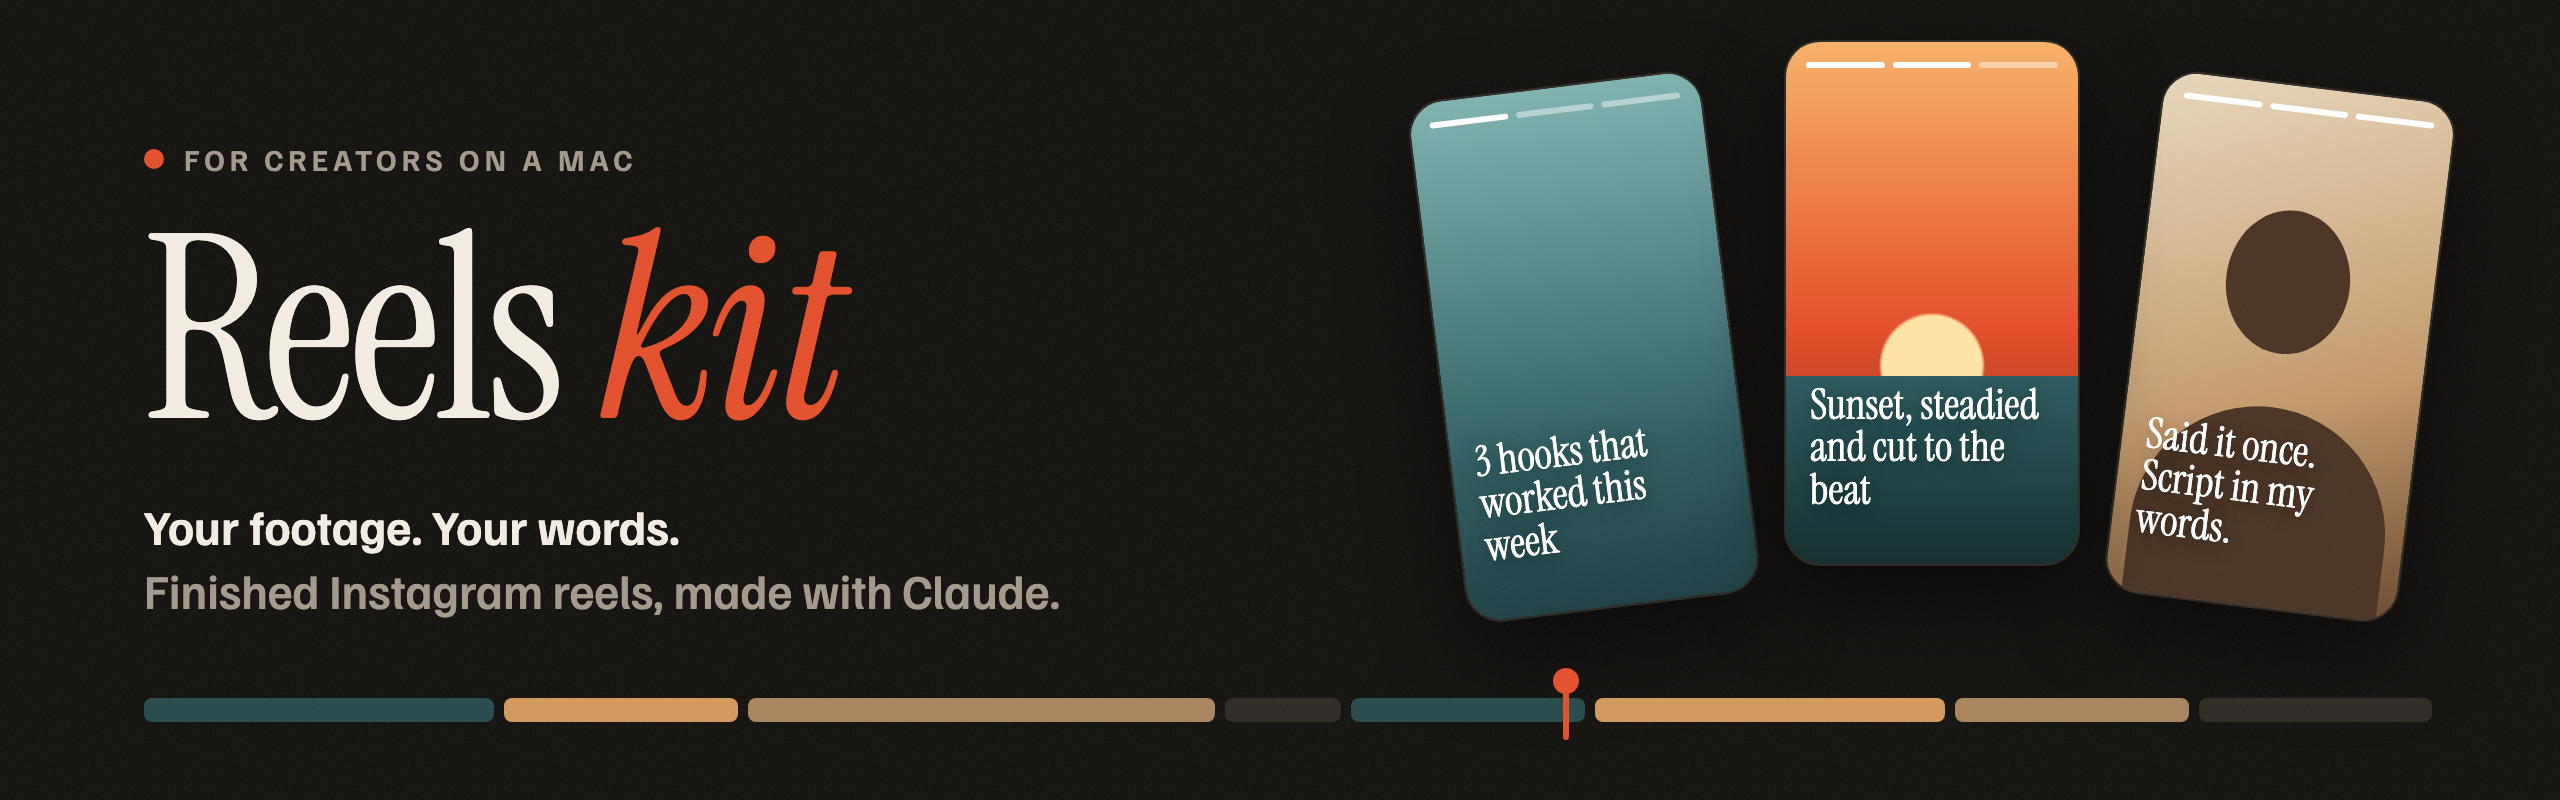 FOR CREATORS ON A MAC
Reels kit
Your footage. Your words.
Finished Instagram reels, made with Claude.
3 hooks that
worked this
week
Sunset, steadied
and cut to the
beat
Said it once.
Script in my
words.